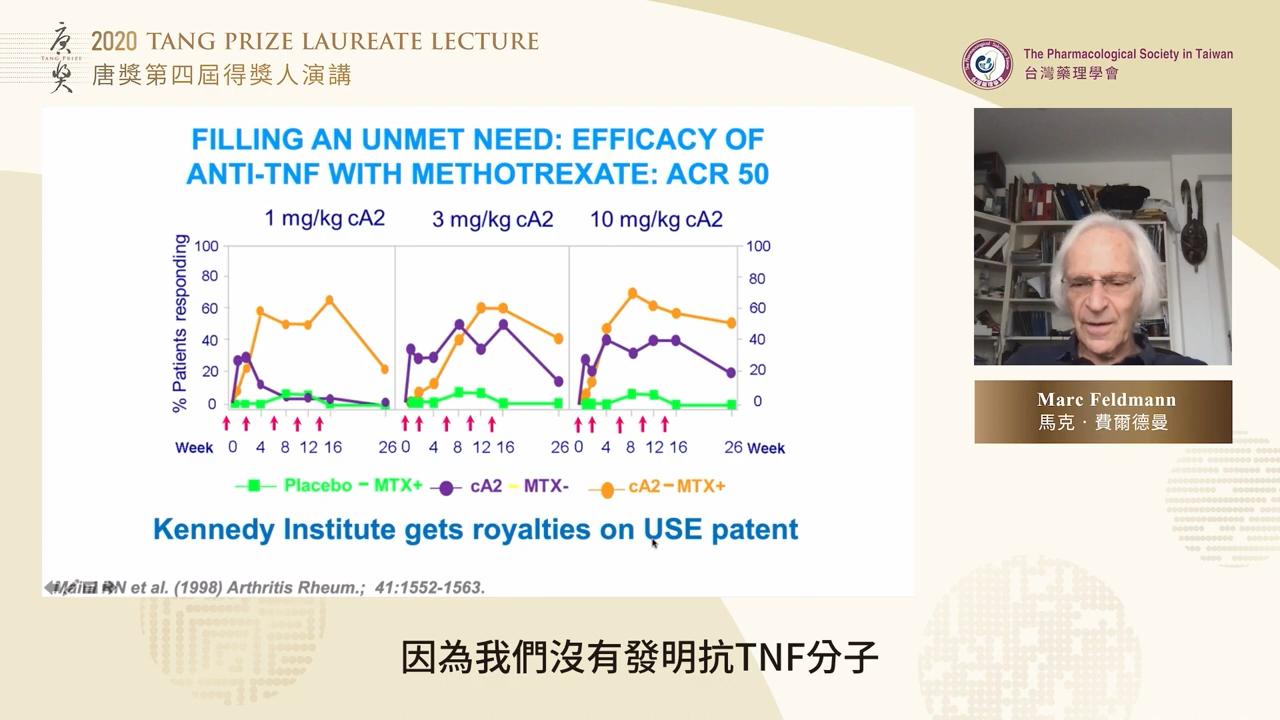 庚獎
TANG PRIZE
2020 TANG PRIZE LAUREATE LECTURE
唐獎第四屆得獎人演講
The Pharmacological Society in Taiwan
台灣藥理學會
FILLING AN UNMET NEED: EFFICACY OF
ANTI-TNF WITH METHOTREXATE: ACR 50
1 mg/kg cA2 3 mg/kg cA2 10 mg/kg cA2
% Patients responding
100 100
80 80
60 60
40 40
20 20
0 0
Week 0 4 8 12 16 26 0 4 8 12 16 26 0 4 8 12 16 26 Week
Placebo – MTX+ cA2 – MTX- cA2 – MTX+
Kennedy Institute gets royalties on USE patent
RN et al. (1998) Arthritis Rheum.; 41:1552-1563.
Marc Feldmann
馬克·費爾德曼
因為我們沒有發明抗TNF分子